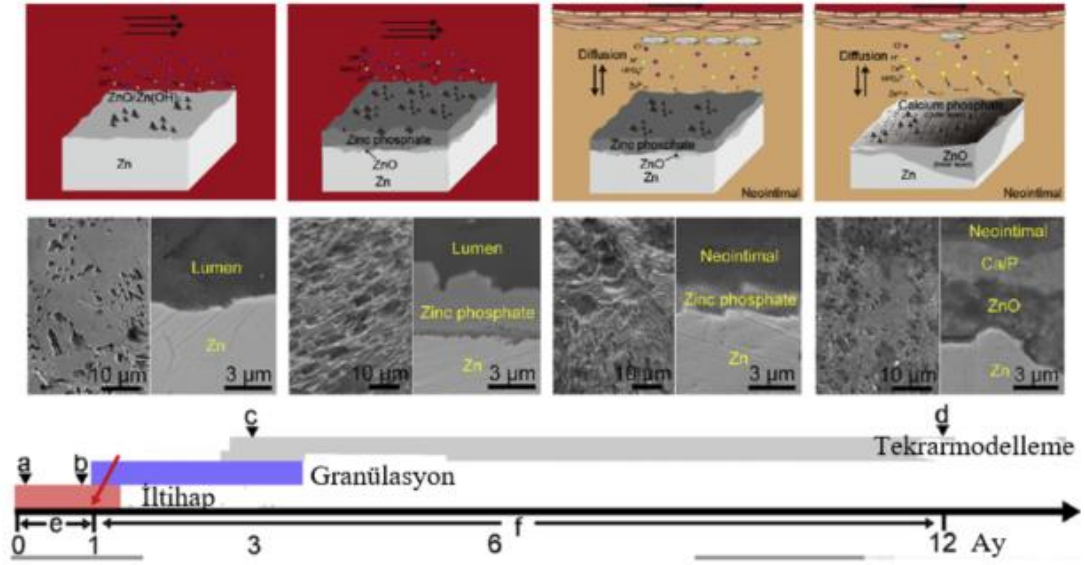 ZnO/Zn(OH)
Zn
Zinc phosphate
ZnO
Zn
Diffusion
Zinc phosphate
ZnO
Zn
Neointimal
Diffusion
Calcium phosphate
ZnO
Zn
Neointimal
Lumen
Zn
10 µm
3 µm
Lumen
Zinc phosphate
Zn
10 µm
3 µm
Neointimal
Zinc phosphate
Zn
10 µm
3 µm
Neointimal
Ca/P
ZnO
Zn
10 µm
3 µm
a
b
c
d
Tekrarmodelleme
Granülasyon
İltihap
e
f
0
1
3
6
12
Ay